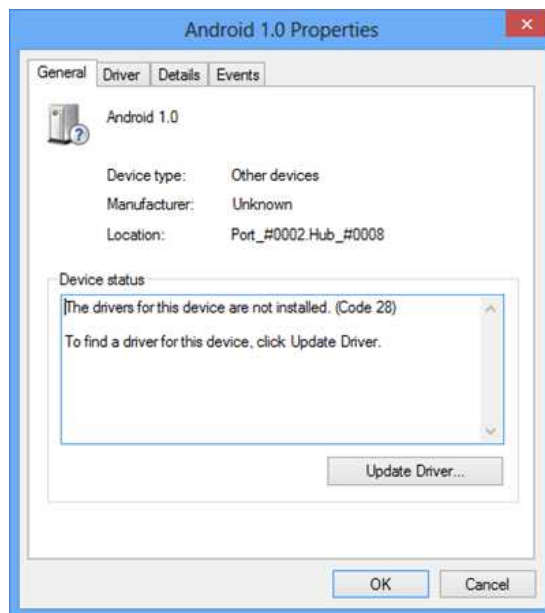 Android 1.0 Properties
General Driver Details Events
Android 1.0
Device type: Other devices
Manufacturer: Unknown
Location: Port_#0002.Hub_#0008
Device status
The drivers for this device are not installed. (Code 28)
To find a driver for this device, click Update Driver.
Update Driver...
OK Cancel